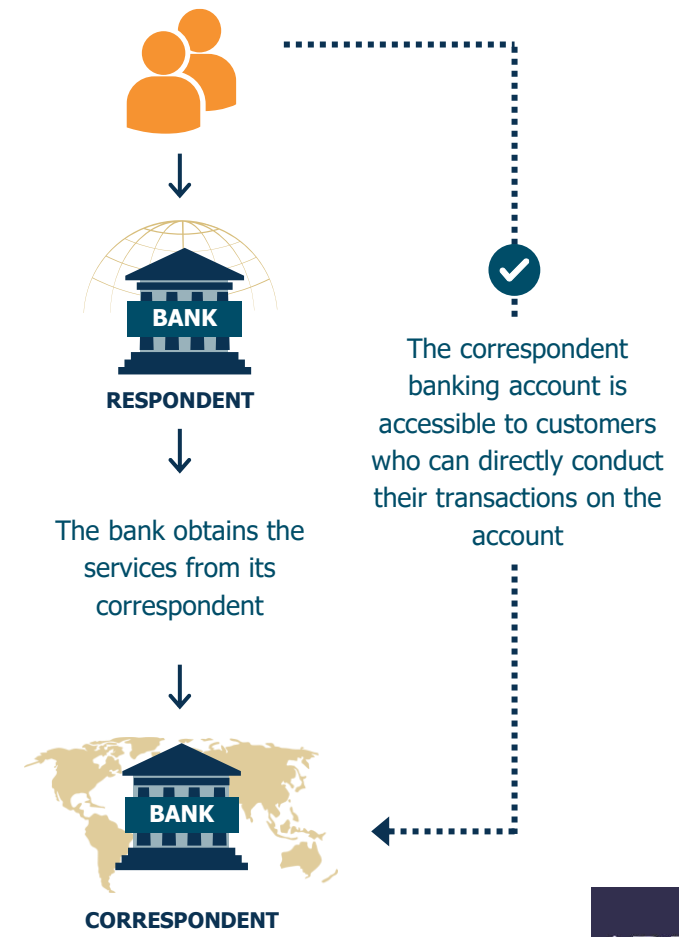 BANK
RESPONDENT
The bank obtains the
services from its
correspondent
BANK
CORRESPONDENT
The correspondent
banking account is
accessible to customers
who can directly conduct
their transactions on the
account